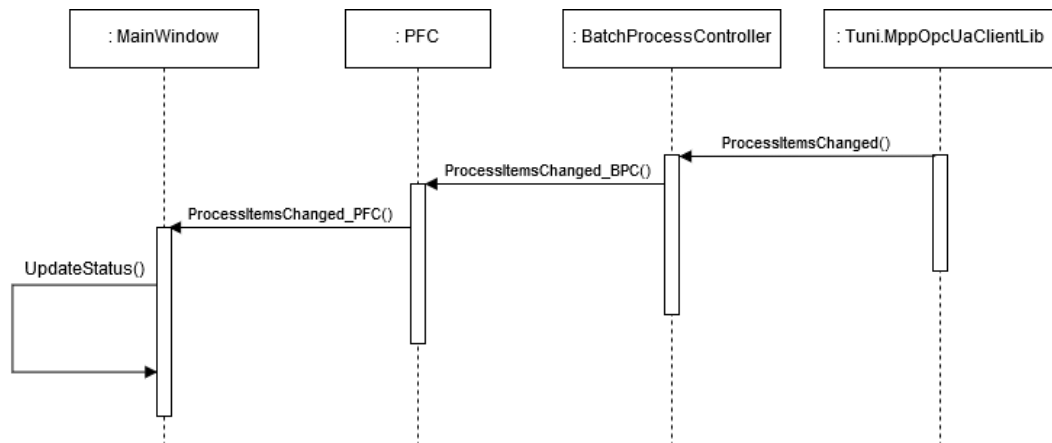 : MainWindow
: PFC
: BatchProcessController
: Tuni.MppOpcUaClientLib
ProcessItemsChanged()
ProcessItemsChanged_BPC()
ProcessItemsChanged_PFC()
UpdateStatus()